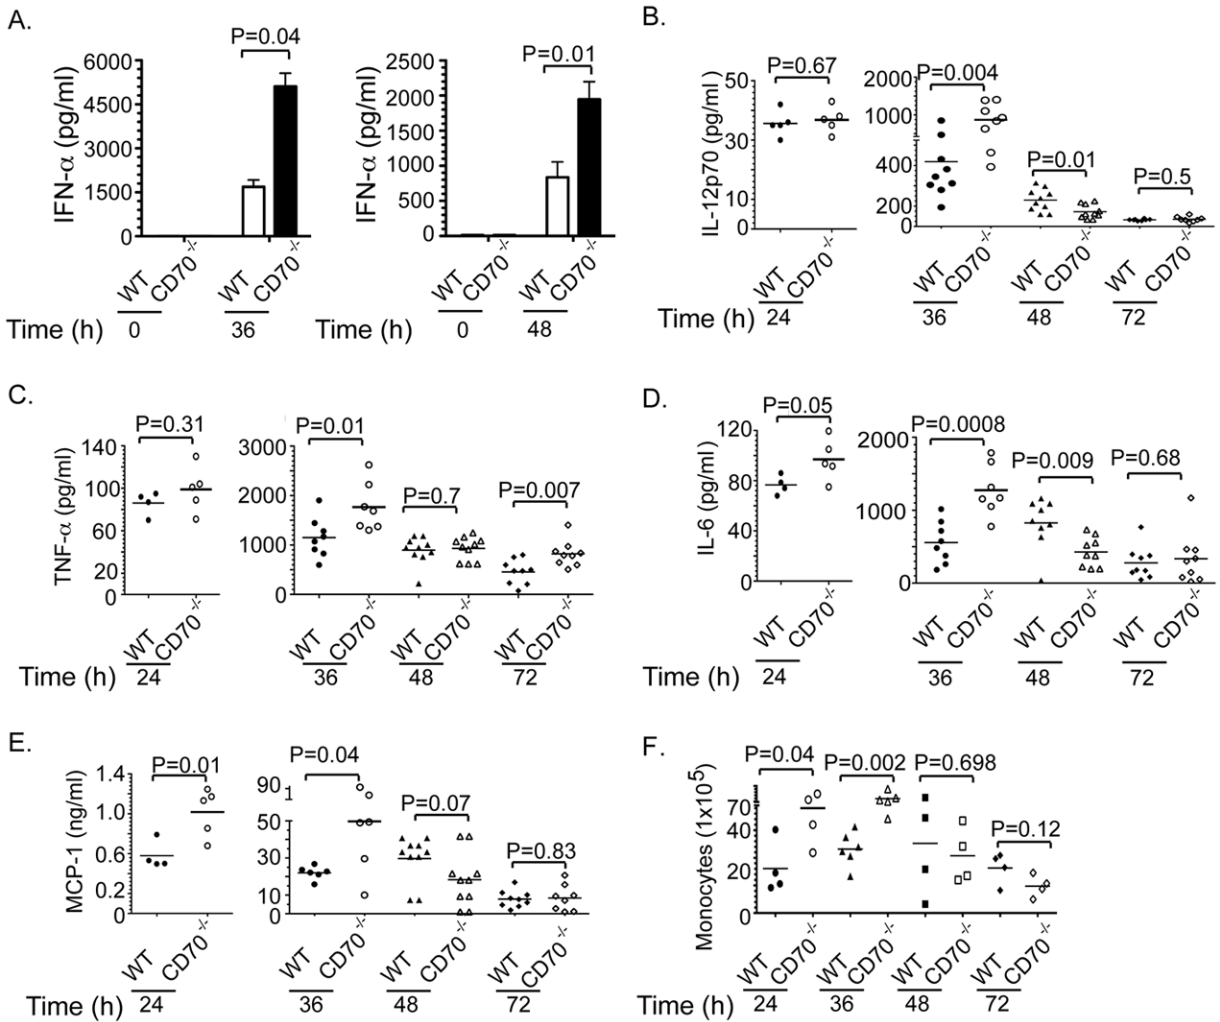 A.
P=0.04
6000
4500
3000
1500
0
IFN-α (pg/ml)
WT
CD70-/-
WT
CD70-/-
Time (h)
0
36
P=0.01
2500
2000
1500
1000
500
0
IFN-α (pg/ml)
WT
CD70-/-
WT
CD70-/-
Time (h)
0
48
B.
P=0.67
50
30
10
0
IL-12p70 (pg/ml)
P=0.004
2000
1000
400
200
0
P=0.01
P=0.5
WT
CD70-/-
WT
CD70-/-
WT
CD70-/-
WT
CD70-/-
Time (h)
24
36
48
72
C.
P=0.31
140
100
60
20
0
TNF-α (pg/ml)
P=0.01
3000
2000
1000
0
P=0.7
P=0.007
WT
CD70-/-
WT
CD70-/-
WT
CD70-/-
WT
CD70-/-
Time (h)
24
36
48
72
D.
P=0.05
120
80
40
0
IL-6 (pg/ml)
P=0.0008
2000
1000
0
P=0.009
P=0.68
WT
CD70-/-
WT
CD70-/-
WT
CD70-/-
WT
CD70-/-
Time (h)
24
36
48
72
E.
P=0.01
1.4
1.0
0.6
0.2
0
MCP-1 (ng/ml)
P=0.04
90
1
50
30
10
0
P=0.07
P=0.83
WT
CD70-/-
WT
CD70-/-
WT
CD70-/-
WT
CD70-/-
Time (h)
24
36
48
72
F.
P=0.04
P=0.002
P=0.698
P=0.12
70
40
20
0
Monocytes (1x10^5)
WT
CD70-/-
WT
CD70-/-
WT
CD70-/-
WT
CD70-/-
Time (h)
24
36
48
72